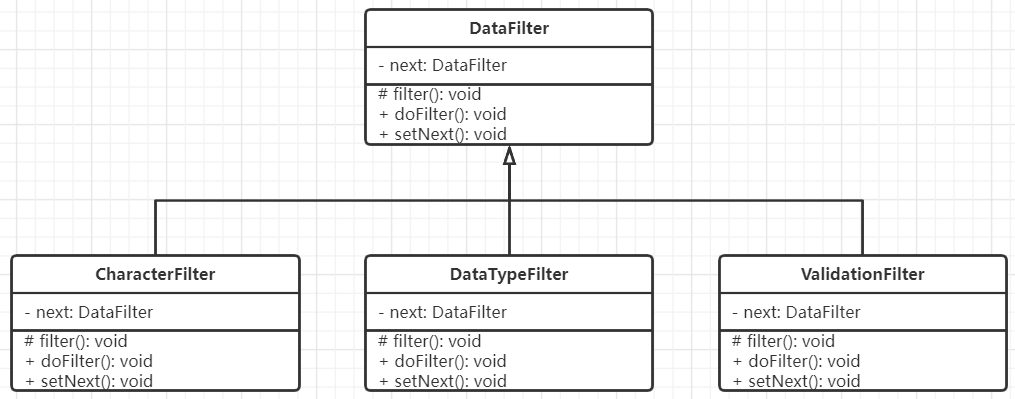 DataFilter
- next: DataFilter
# filter(): void
+ doFilter(): void
+ setNext(): void
CharacterFilter
- next: DataFilter
# filter(): void
+ doFilter(): void
+ setNext(): void
DataTypeFilter
- next: DataFilter
# filter(): void
+ doFilter(): void
+ setNext(): void
ValidationFilter
- next: DataFilter
# filter(): void
+ doFilter(): void
+ setNext(): void